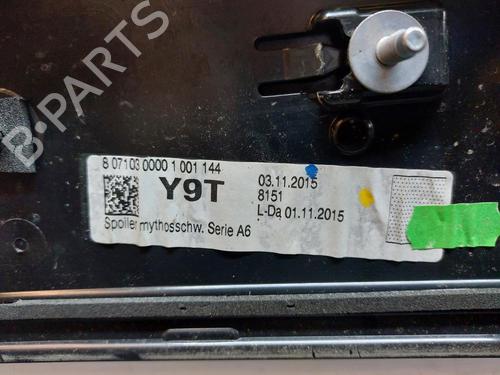 B-PARTS
8 07103 0000 1 001 144
Y9T
03.11.2015
8151
L-Da 01.11.2015
Spoiler mythosschw. Serie A6